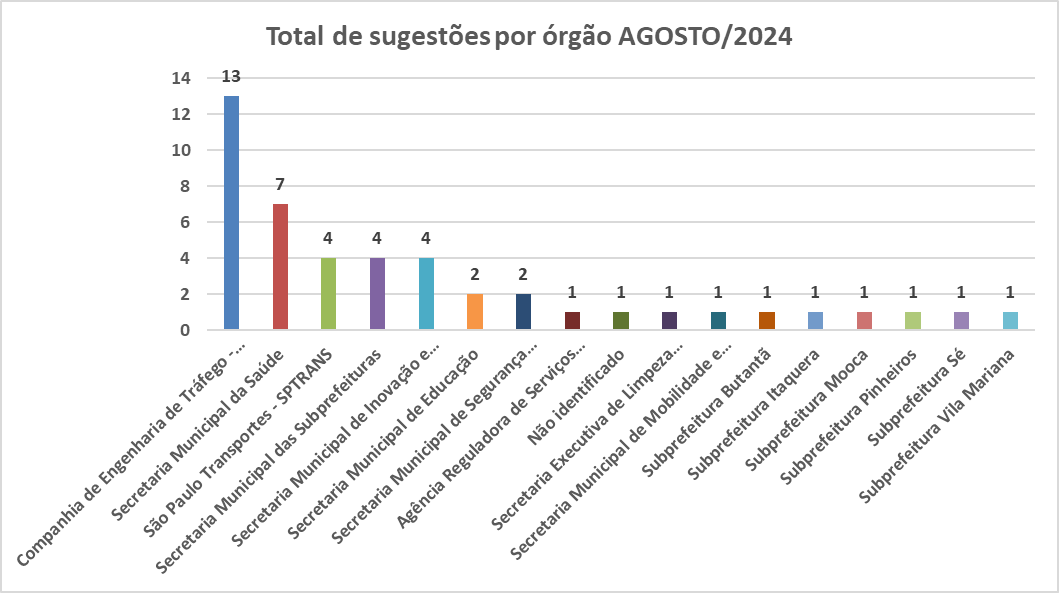 Total de sugestões por órgão AGOSTO/2024
14
12
10
8
6
4
2
0
13
7
4
4
4
2
2
1
1
1
1
1
1
1
1
1
1
Companhia de Engenharia de Tráfego -...
Secretaria Municipal da Saúde
São Paulo Transportes - SPTRANS
Secretaria Municipal das Subprefeituras
Secretaria Municipal de Inovação e...
Secretaria Municipal de Educação
Secretaria Municipal de Segurança...
Agência Reguladora de Serviços...
Não identificado
Secretaria Executiva de Limpeza...
Secretaria Municipal de Mobilidade e...
Subprefeitura Butantã
Subprefeitura Itaquera
Subprefeitura Mooca
Subprefeitura Pinheiros
Subprefeitura Sé
Subprefeitura Vila Mariana